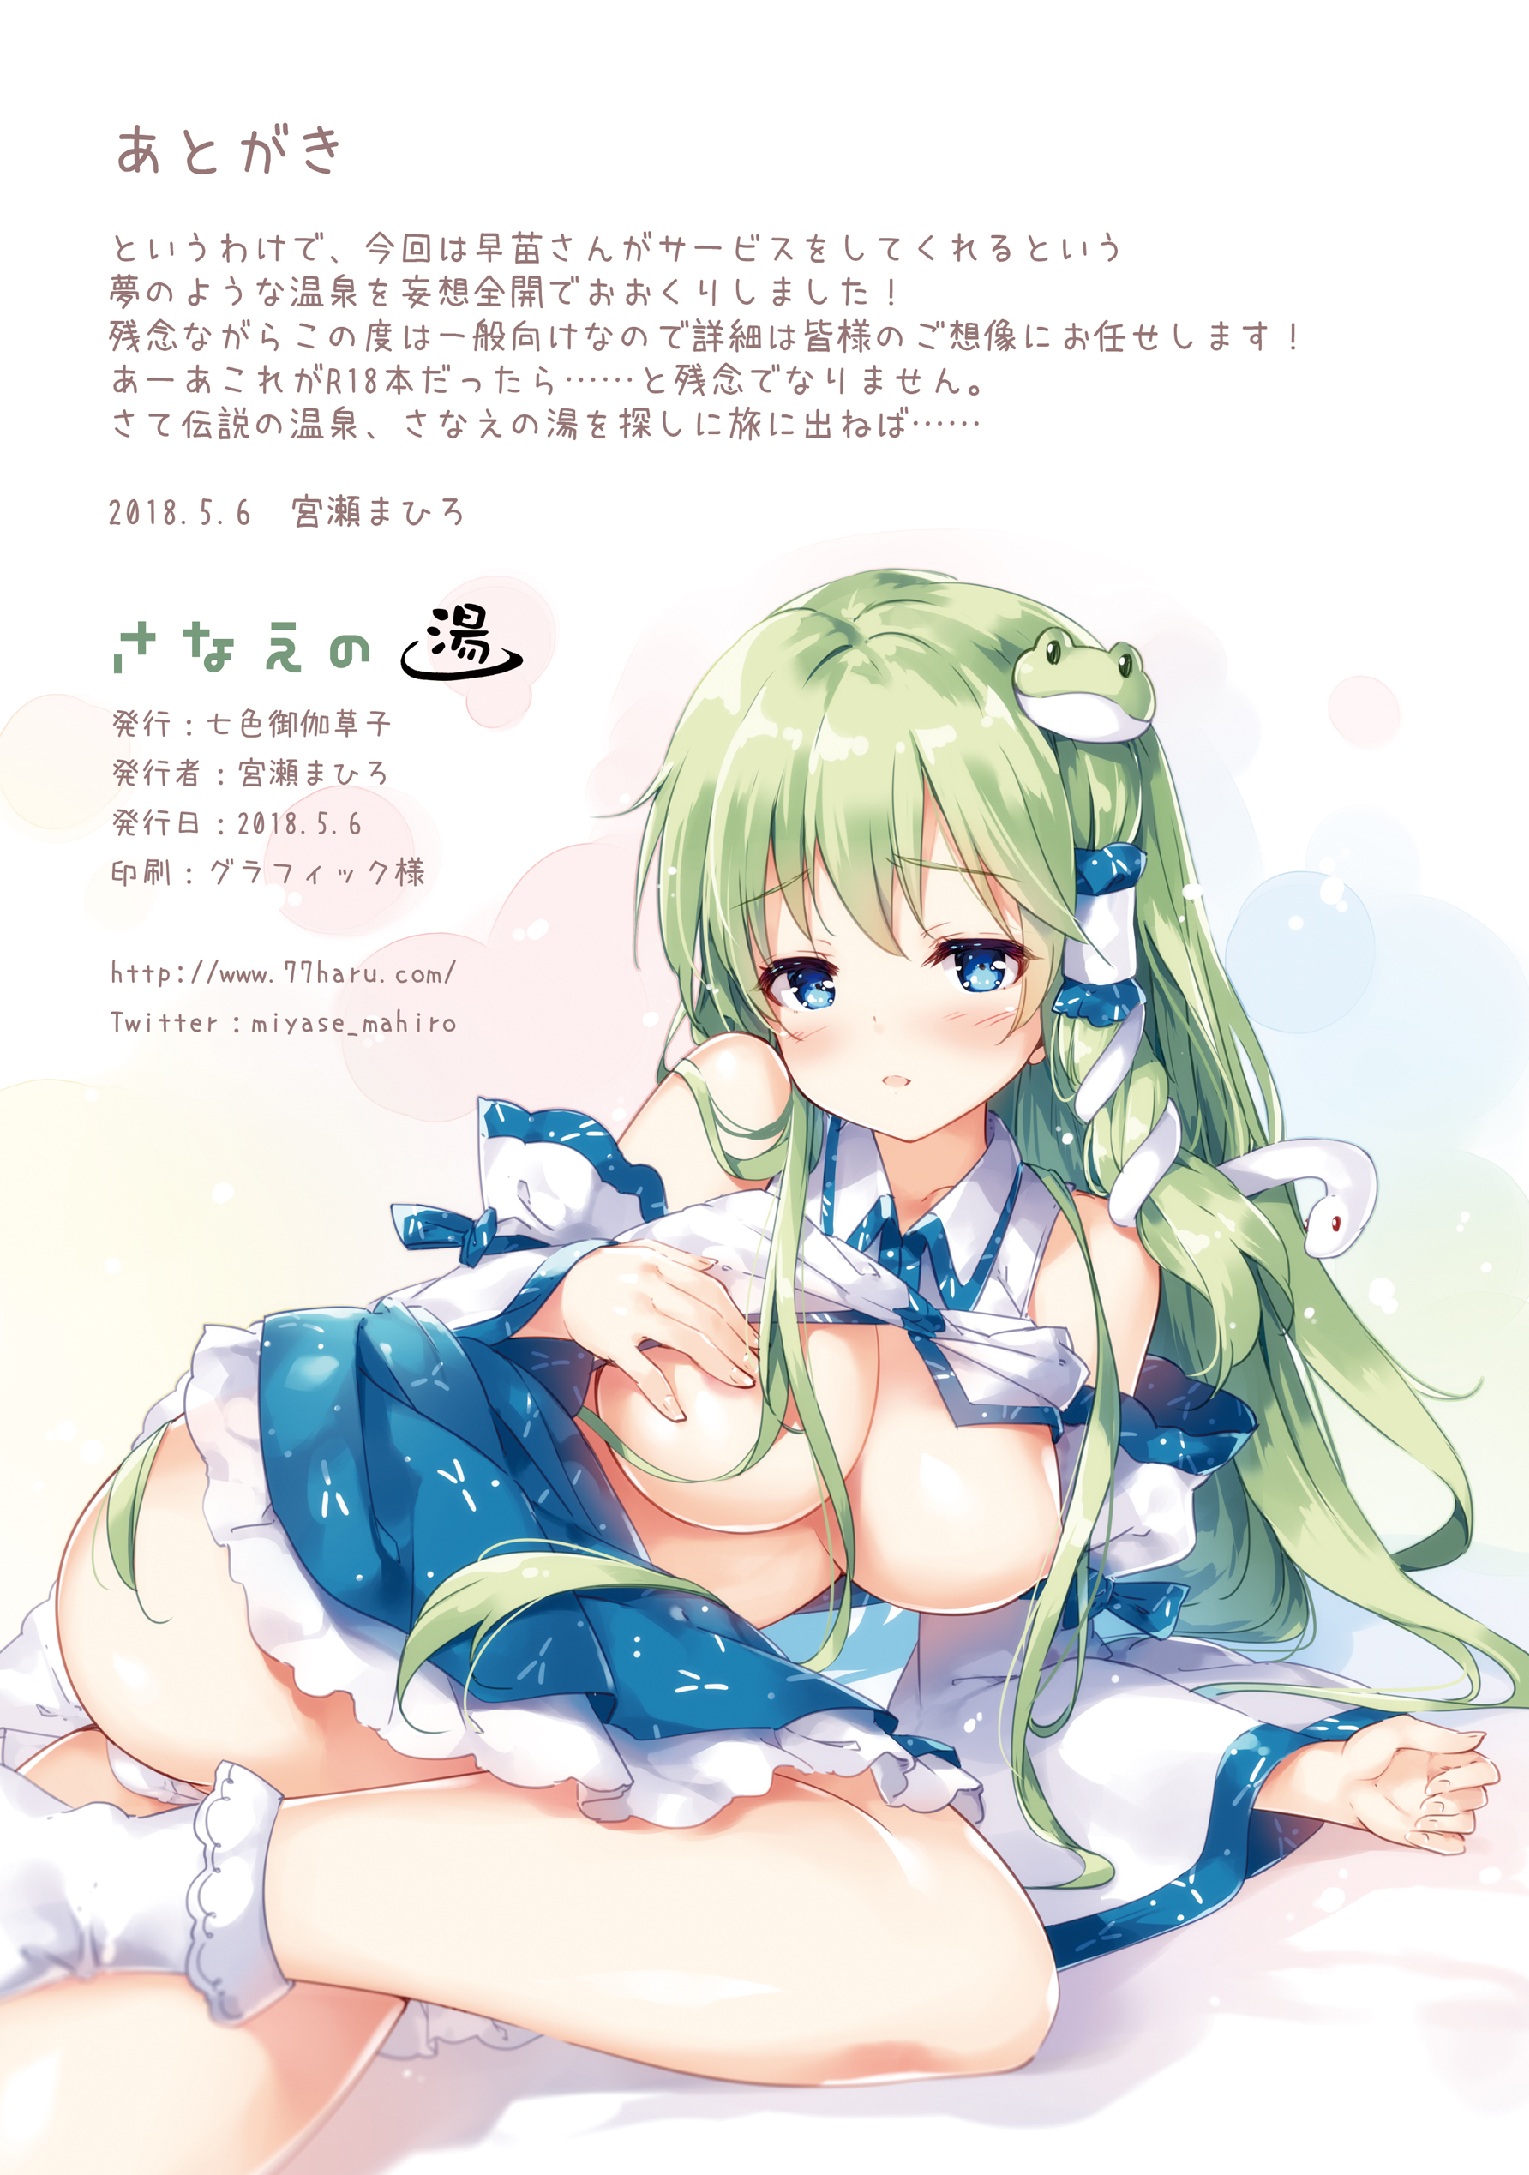 あとがき
というわけで、今回は早苗さんがサービスをしてくれるという
夢のような温泉を妄想全開でおおくりしました！
残念ながらこの度は一般向けなので詳細は皆様のご想像にお任せします！
あーあこれがR18本だったら……と残念でなりません。
さて伝説の温泉、さなえの湯を探しに旅に出ねば……
2018.5.6　宮瀬まひろ
さなえの湯
発行：七色御伽草子
発行者：宮瀬まひろ
発行日：2018.5.6
印刷：グラフィック様
http://www.77haru.com/
Twitter：miyase_mahiro